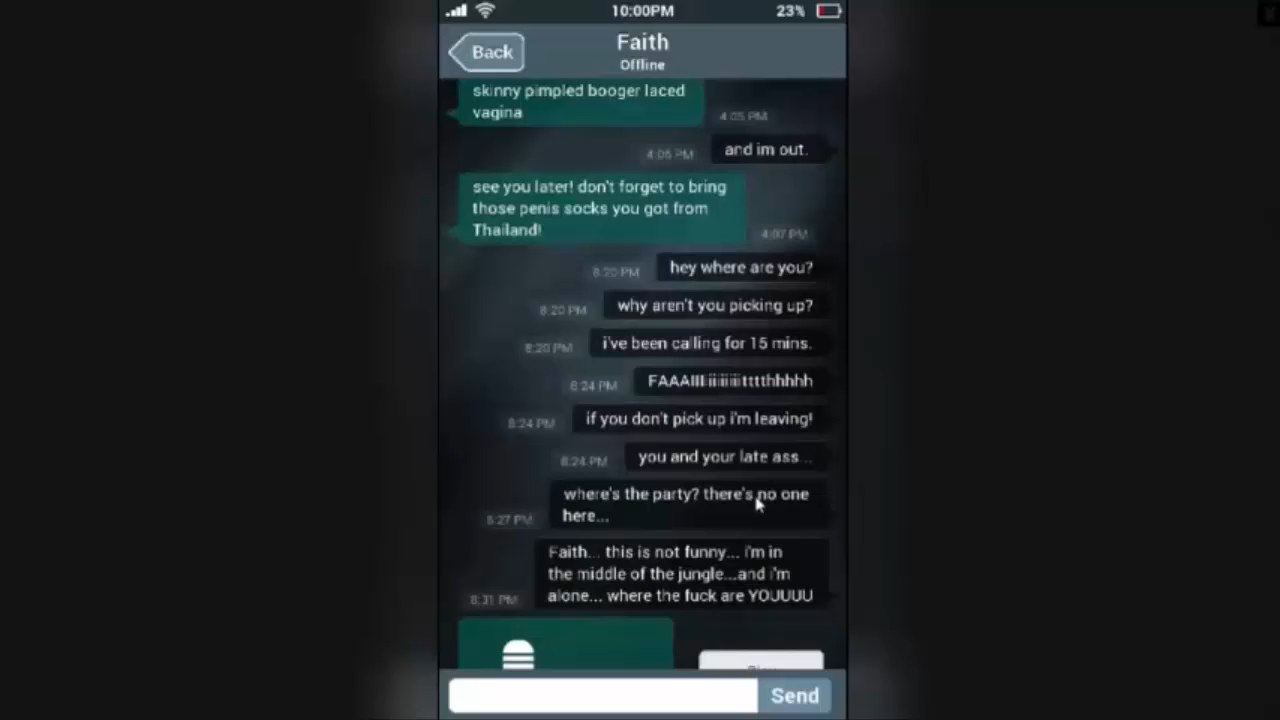 10:00PM
23%
Back
Faith
Offline
skinny pimpled booger laced
vagina
4:05 PM
4:06 PM
and im out.
see you later! don't forget to bring
those penis socks you got from
Thailand!
4:07 PM
8:20 PM
hey where are you?
8:20 PM
why aren't you picking up?
8:20 PM
i've been calling for 15 mins.
8:24 PM
FAAAIIIiiiiiiiitttthhhhh
8:24 PM
if you don't pick up i'm leaving!
8:24 PM
you and your late ass...
where's the party? there's no one
here...
8:27 PM
Faith... this is not funny... i'm in
the middle of the jungle...and i'm
alone... where the fuck are YOUUUU
8:31 PM
Send